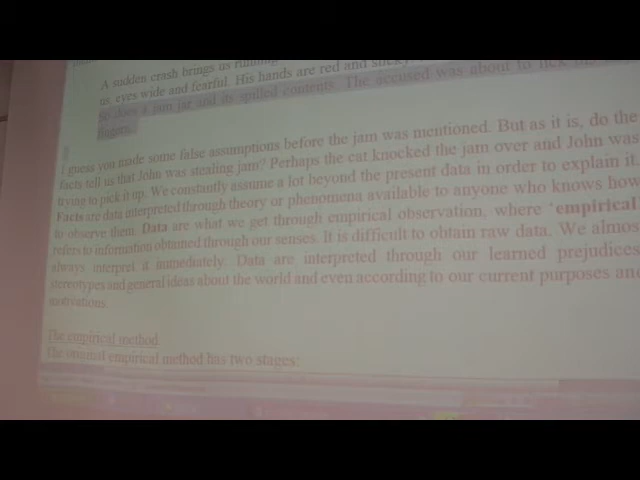 A sudden crash brings us running
us, eyes wide and fearful. His hands are red and sticky
so does a jam jar and its spilled contents. The accused was about to lick
fingers.
I guess you made some false assumptions before the jam was mentioned. But as it is, do the
facts tell us that John was stealing jam? Perhaps the cat knocked the jam over and John was
trying to pick it up. We constantly assume a lot beyond the present data in order to explain it.
Facts are data interpreted through theory or phenomena available to anyone who knows how
to observe them. Data are what we get through empirical observation, where 'empirical'
refers to information obtained through our senses. It is difficult to obtain raw data. We almos
always interpret it immediately. Data are interpreted through our learned prejudices
stereotypes and general ideas about the world and even according to our current purposes an
motivations.
The empirical method
The empirical method has two stages: